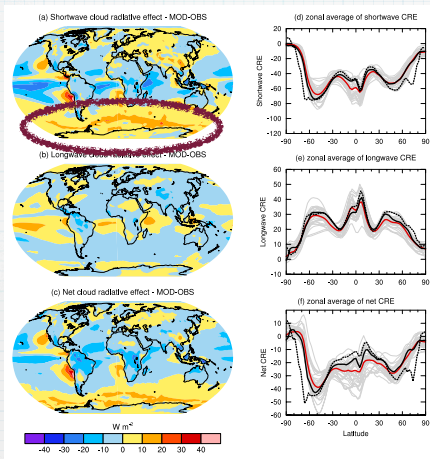 (a) Shortwave cloud radiative effect - MOD-OBS
(b) Longwave cloud radiative effect - MOD-OBS
(c) Net cloud radiative effect - MOD-OBS
W m⁻²
-40 -30 -20 -10 0 10 20 30 40
(d) zonal average of shortwave CRE
Shortwave CRE
20
0
-20
-40
-60
-80
-100
-120
-90 -60 -30 0 30 60 90
(e) zonal average of longwave CRE
Longwave CRE
60
50
40
30
20
10
0
-10
-90 -60 -30 0 30 60 90
(f) zonal average of net CRE
Net CRE
20
10
0
-10
-20
-30
-40
-50
-60
-90 -60 -30 0 30 60 90
Latitude